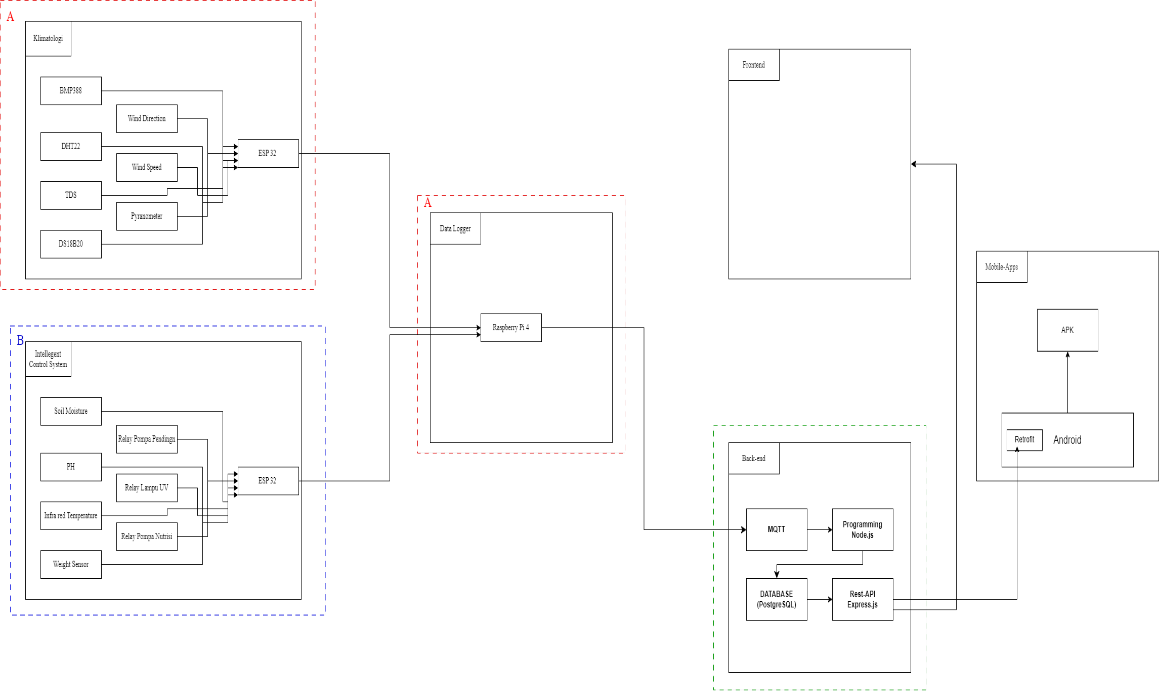 A
Klimatologi
BMP388
Wind Direction
DHT22
Wind Speed
TDS
Pyranometer
DS18B20
ESP 32
B
Intellegent
Control System
Soil Moisture
Relay Pompa Pendingin
PH
Relay Lampu UV
Infra red Temperature
Relay Pompa Nutrisi
Weight Sensor
ESP 32
A
Data Logger
Raspberry Pi 4
Frontend
Back-end
MQTT
Programming
Node.js
DATABASE
(PostgreSQL)
Rest-API
Express.js
Mobile-Apps
APK
Retrofit
Android